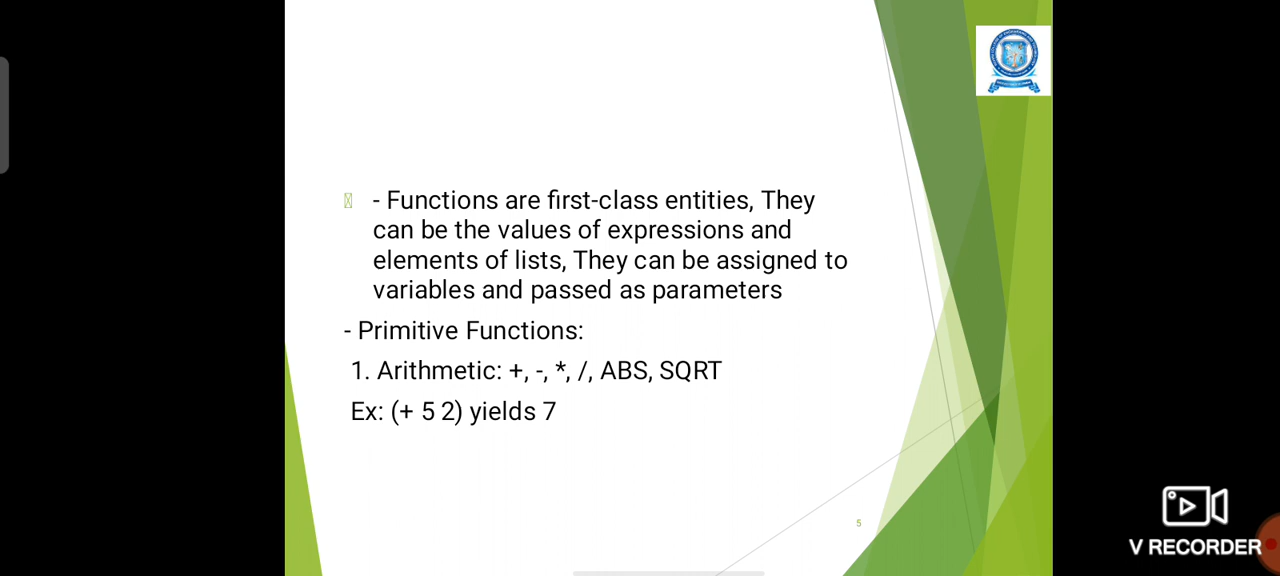 - Functions are first-class entities, They
can be the values of expressions and
elements of lists, They can be assigned to
variables and passed as parameters
- Primitive Functions:
1. Arithmetic: +, -, *, /, ABS, SQRT
Ex: (+ 5 2) yields 7
5
V RECORDER